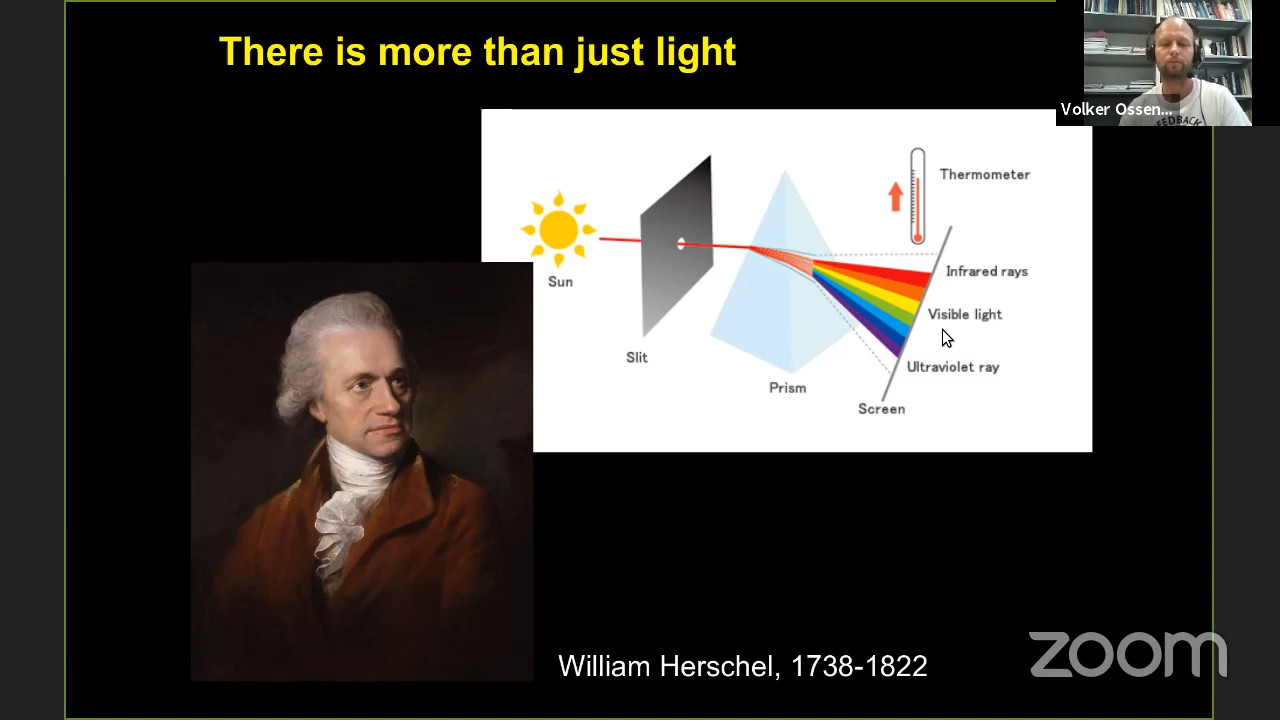 There is more than just light
Volker Ossen...
FEEDBACK
Thermometer
Sun
Infrared rays
Visible light
Slit
Ultraviolet ray
Prism
Screen
William Herschel, 1738-1822
zoom